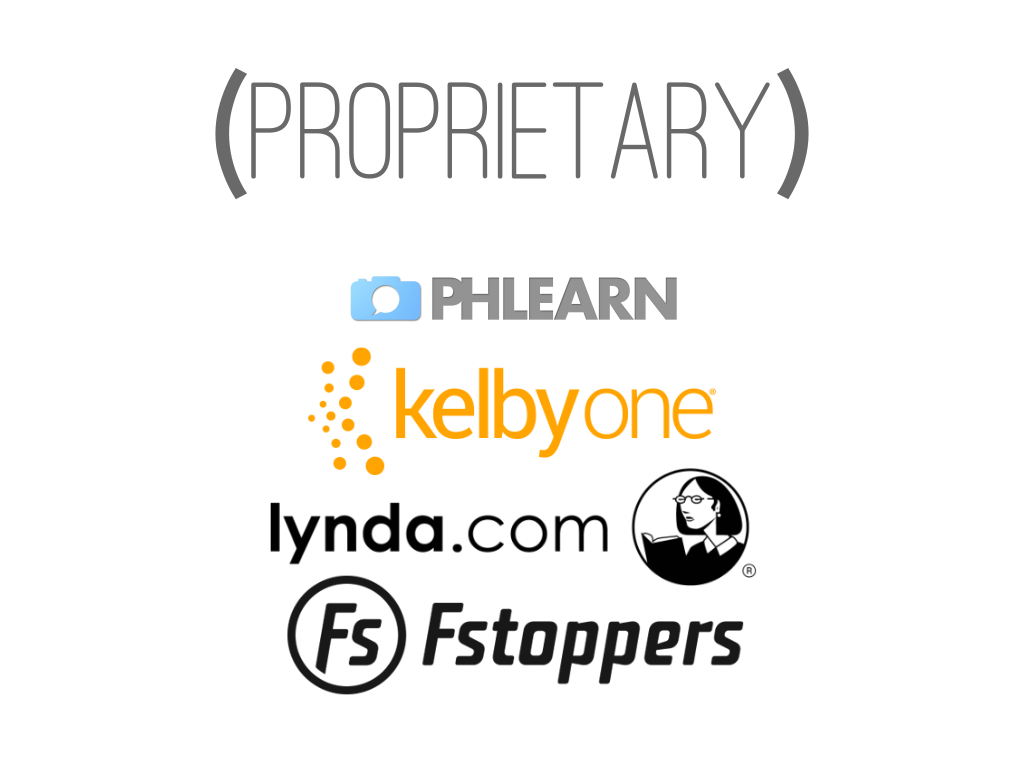 (PROPRIETARY)
PHLEARN
kelbyone®
lynda.com ®
Fs Fstoppers